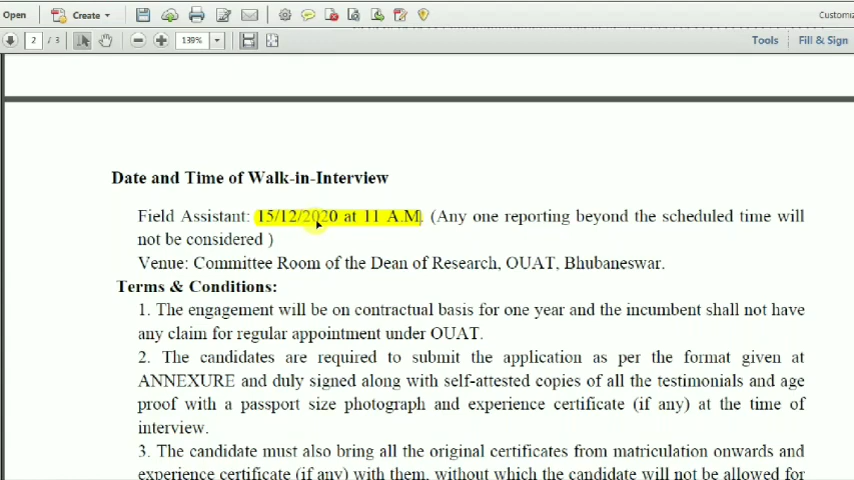 Open Create Customiz
2 / 3 139% Tools Fill & Sign
Date and Time of Walk-in-Interview
Field Assistant: 15/12/2020 at 11 A.M. (Any one reporting beyond the scheduled time will
not be considered )
Venue: Committee Room of the Dean of Research, OUAT, Bhubaneswar.
Terms & Conditions:
1. The engagement will be on contractual basis for one year and the incumbent shall not have
any claim for regular appointment under OUAT.
2. The candidates are required to submit the application as per the format given at
ANNEXURE and duly signed along with self-attested copies of all the testimonials and age
proof with a passport size photograph and experience certificate (if any) at the time of
interview.
3. The candidate must also bring all the original certificates from matriculation onwards and
experience certificate (if any) with them, without which the candidate will not be allowed for